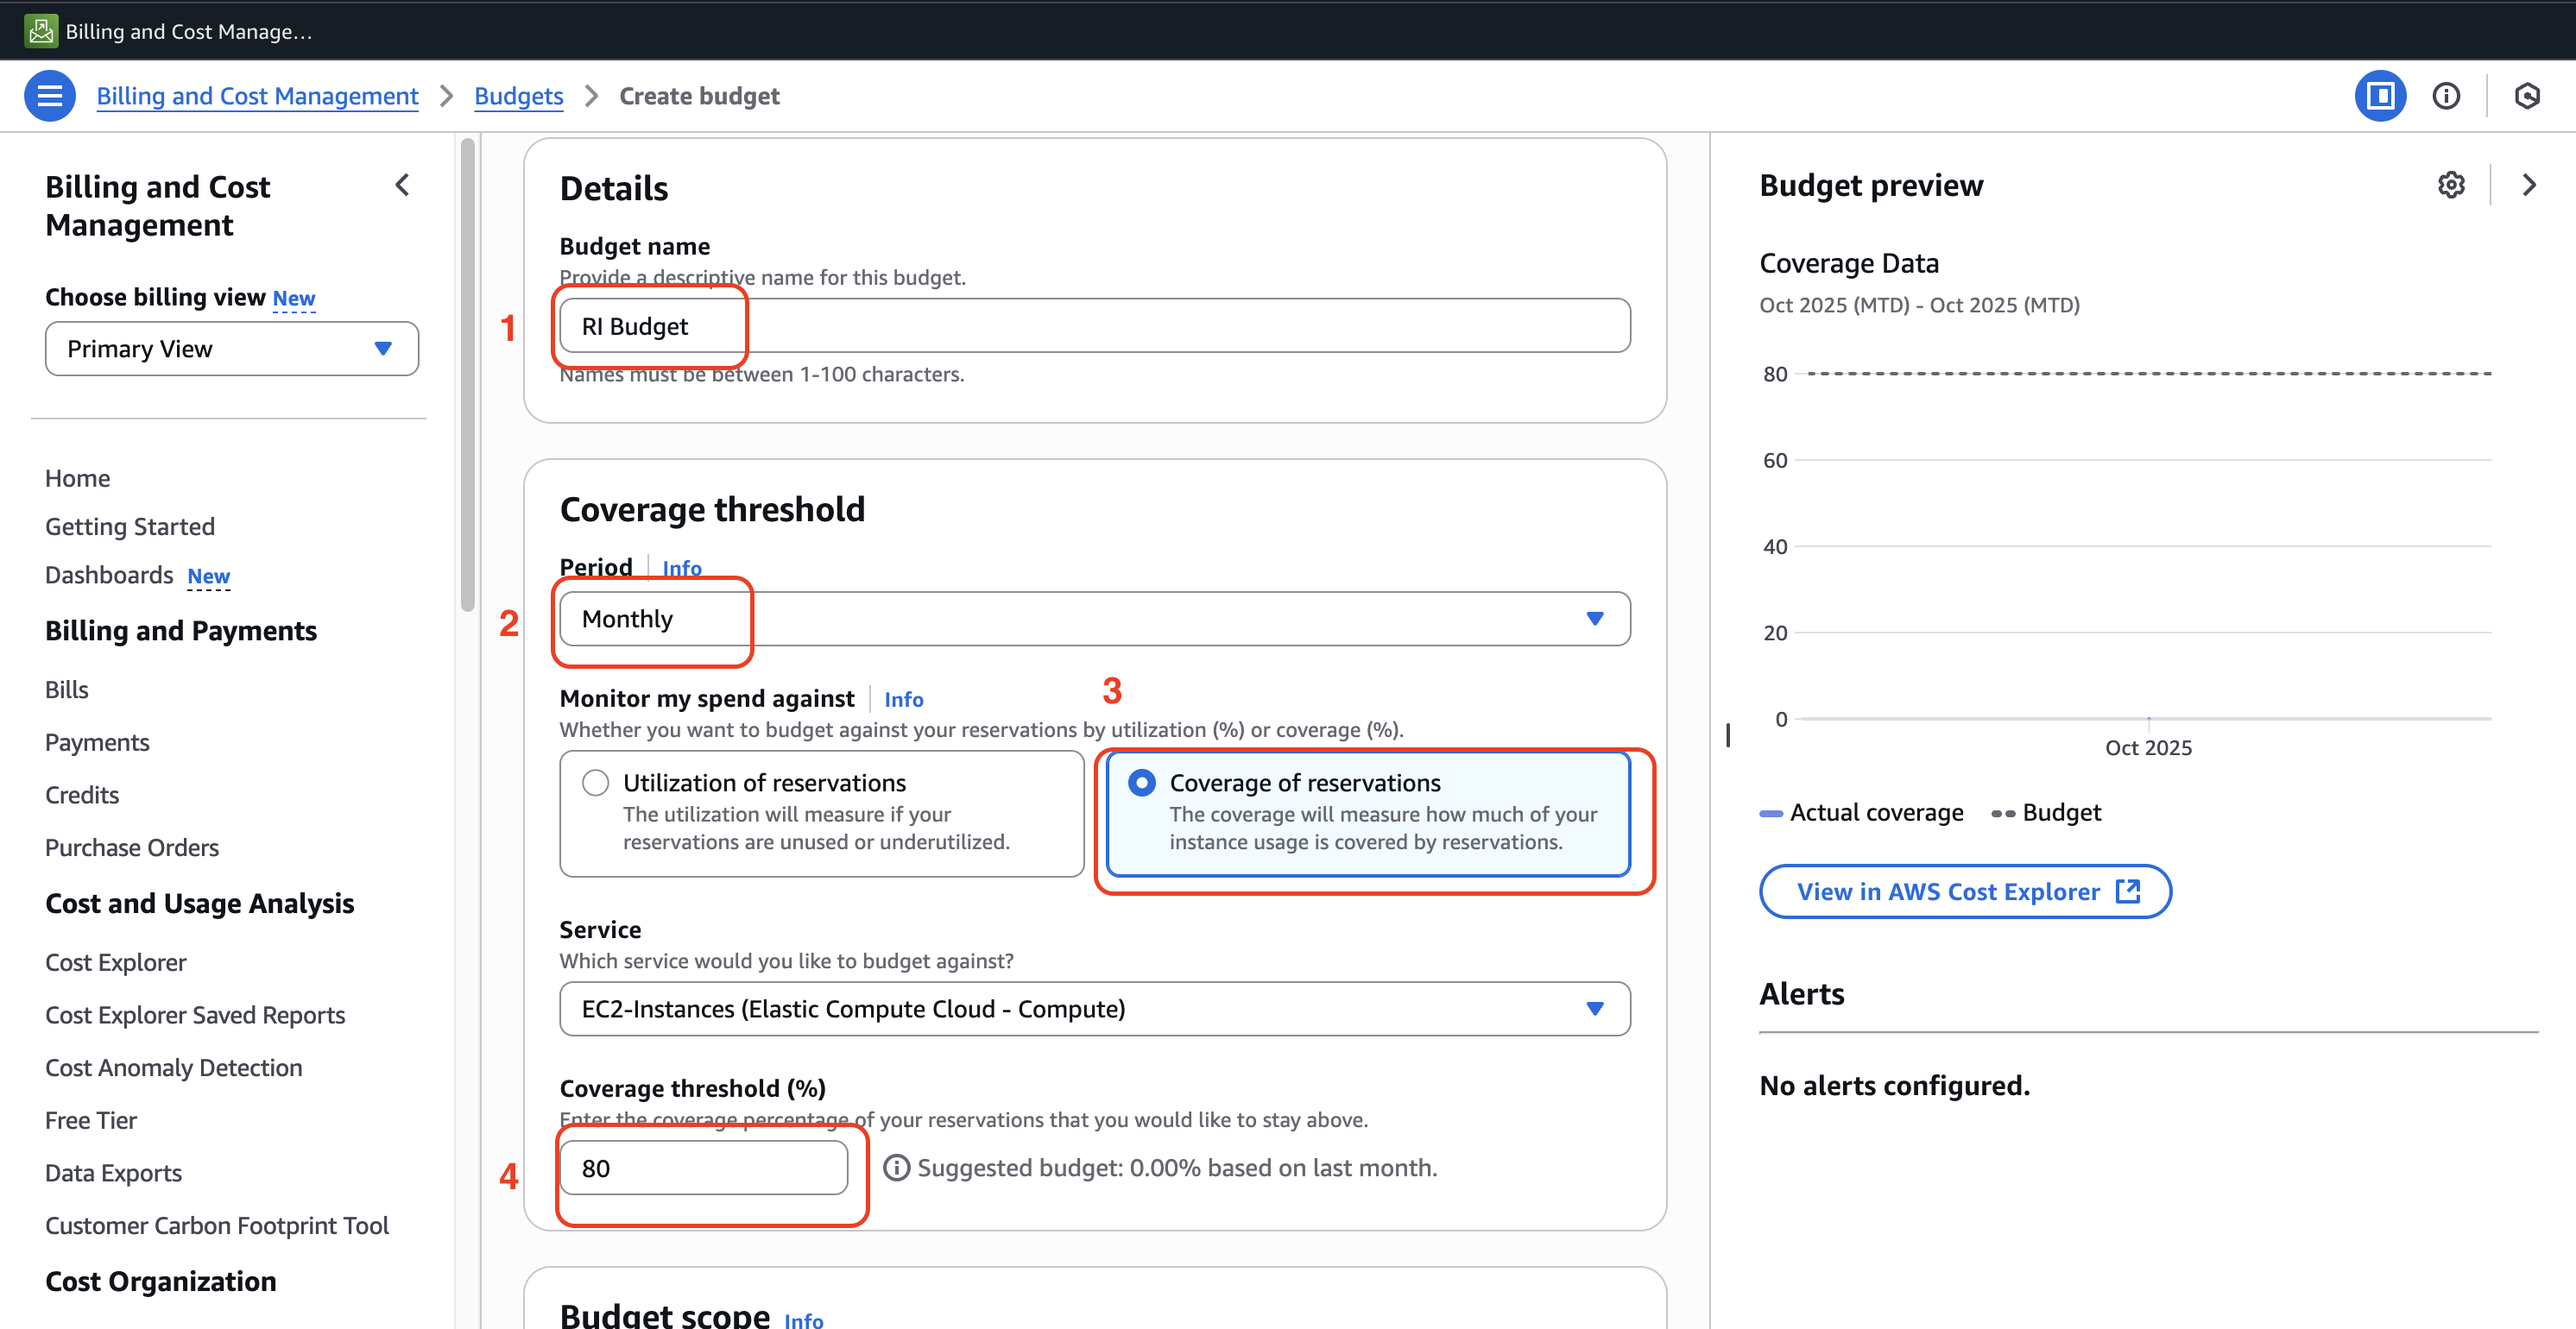 Billing and Cost Manage...
Billing and Cost Management
Budgets
Create budget
Billing and Cost
Management
Choose billing view New
Primary View
Home
Getting Started
Dashboards New
Billing and Payments
Bills
Payments
Credits
Purchase Orders
Cost and Usage Analysis
Cost Explorer
Cost Explorer Saved Reports
Cost Anomaly Detection
Free Tier
Data Exports
Customer Carbon Footprint Tool
Cost Organization
Details
Budget name
Provide a descriptive name for this budget.
1
RI Budget
Names must be between 1-100 characters.
Coverage threshold
Period Info
2
Monthly
Monitor my spend against Info
3
Whether you want to budget against your reservations by utilization (%) or coverage (%).
Utilization of reservations
The utilization will measure if your
reservations are unused or underutilized.
Coverage of reservations
The coverage will measure how much of your
instance usage is covered by reservations.
Service
Which service would you like to budget against?
EC2-Instances (Elastic Compute Cloud - Compute)
Coverage threshold (%)
Enter the coverage percentage of your reservations that you would like to stay above.
4
80
Suggested budget: 0.00% based on last month.
Budget scope Info
Budget preview
Coverage Data
Oct 2025 (MTD) - Oct 2025 (MTD)
80
60
40
20
0
Oct 2025
Actual coverage
Budget
View in AWS Cost Explorer
Alerts
No alerts configured.